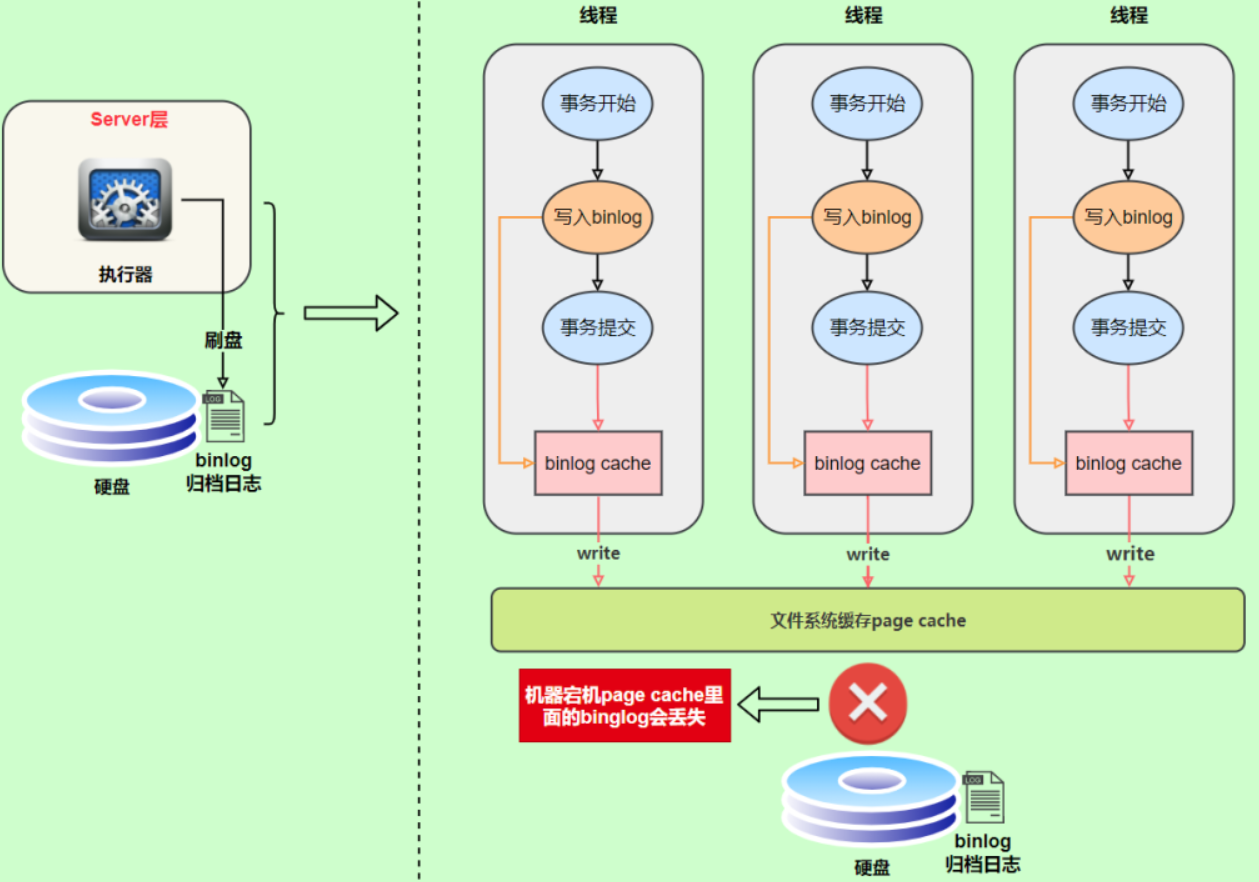 Server层
执行器
刷盘
LOG
binlog
归档日志
硬盘
线程
线程
线程
事务开始
事务开始
事务开始
写入binlog
写入binlog
写入binlog
事务提交
事务提交
事务提交
binlog cache
binlog cache
binlog cache
write
write
write
文件系统缓存page cache
机器宕机page cache里
面的binglog会丢失
LOG
binlog
归档日志
硬盘